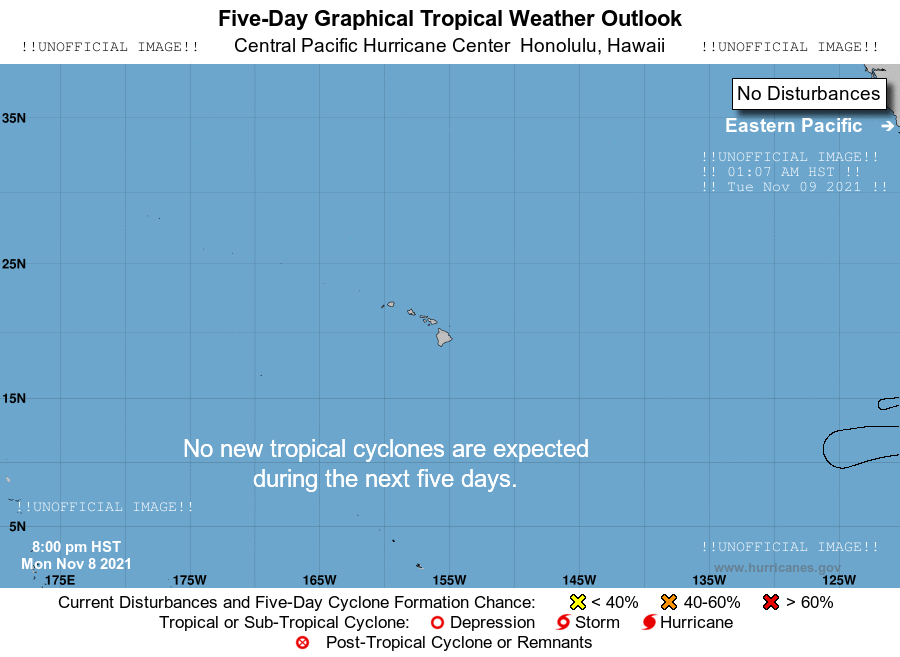 Five-Day Graphical Tropical Weather Outlook
!!UNOFFICIAL IMAGE!! Central Pacific Hurricane Center Honolulu, Hawaii !!UNOFFICIAL IMAGE!!
No Disturbances
35N
Eastern Pacific →
!!UNOFFICIAL IMAGE!!
!! 01:07 AM HST !!
!! Tue Nov 09 2021 !!
25N
15N
No new tropical cyclones are expected
during the next five days.
!!UNOFFICIAL IMAGE!!
5N
8:00 pm HST
!!UNOFFICIAL IMAGE!!
Mon Nov 8 2021
www.hurricanes.gov
175E 175W 165W 155W 145W 135W 125W
Current Disturbances and Five-Day Cyclone Formation Chance: < 40% 40-60% > 60%
Tropical or Sub-Tropical Cyclone: Depression Storm Hurricane
Post-Tropical Cyclone or Remnants